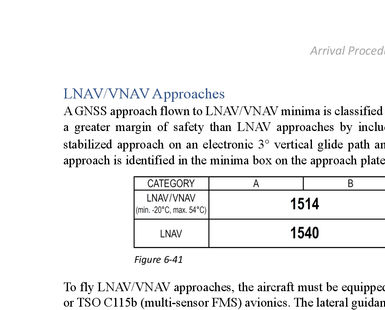 Arrival Procedu
LNAV/VNAV Approaches
A GNSS approach flown to LNAV/VNAV minima is classified
a greater margin of safety than LNAV approaches by inclu
stabilized approach on an electronic 3° vertical glide path an
approach is identified in the minima box on the approach plate
CATEGORY A B
LNAV/VNAV
(min. -20°C, max. 54°C) 1514
LNAV 1540
Figure 6-41
To fly LNAV/VNAV approaches, the aircraft must be equipped
or TSO C115b (multi-sensor FMS) avionics. The lateral guidan